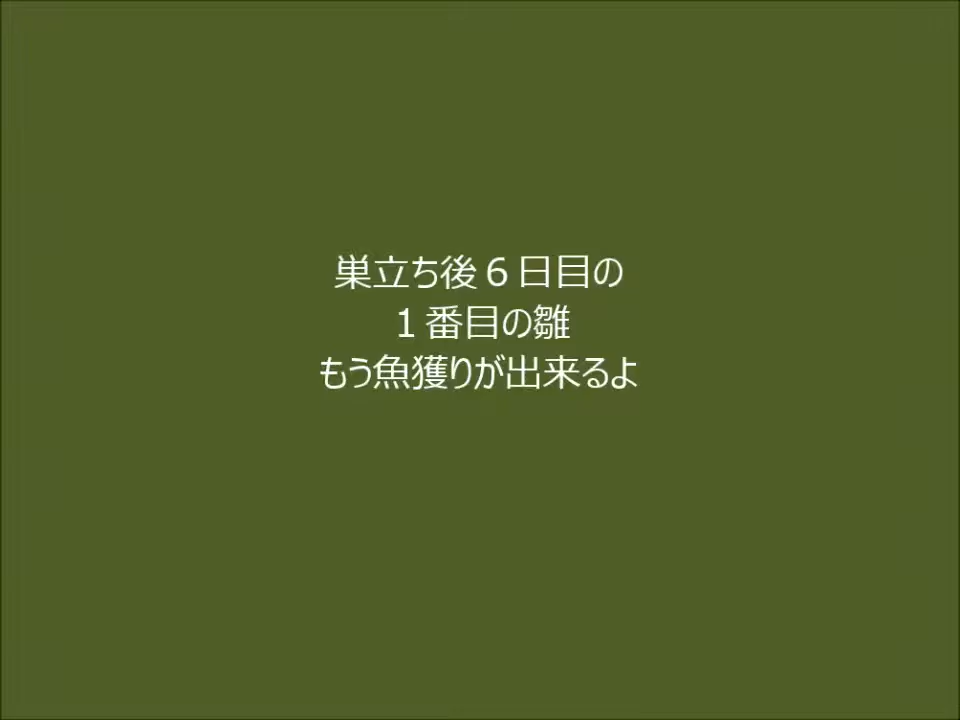 巣立ち後６日目の
１番目の雛
もう魚獲りが出来るよ